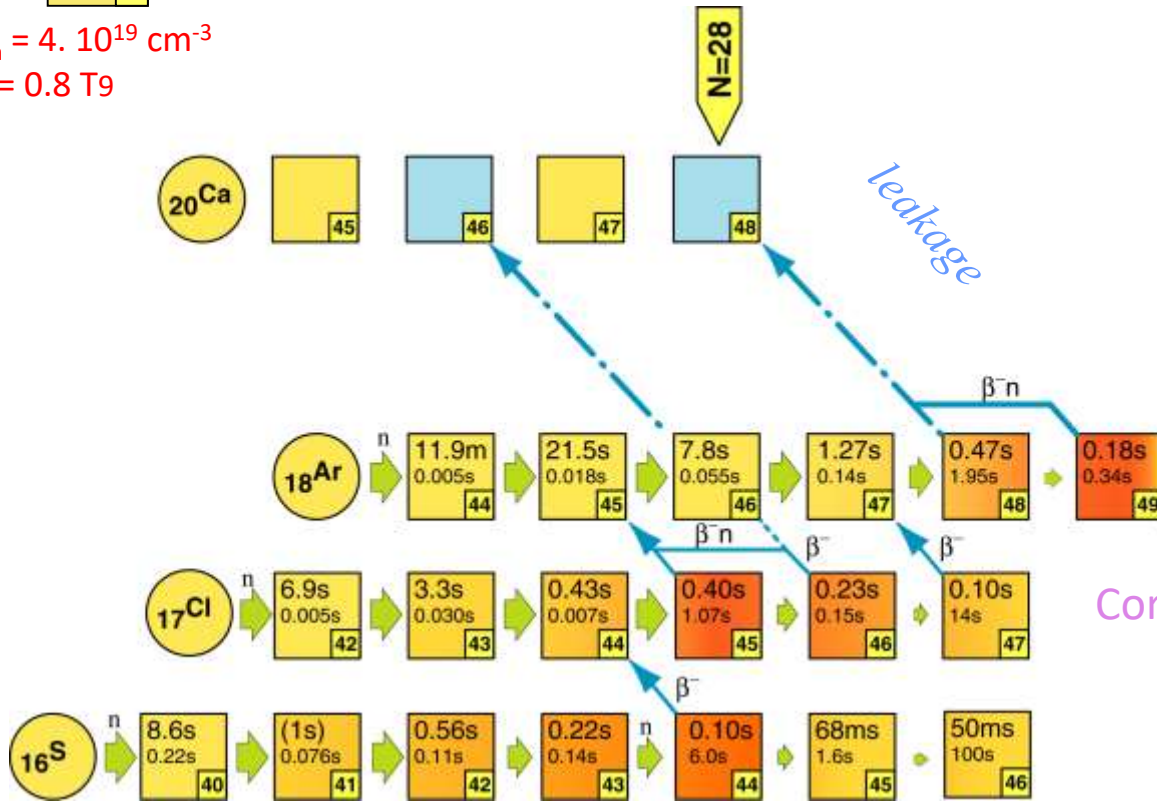 = 4. 10¹⁹ cm⁻³
= 0.8 T9
N=28
leakage
20Ca
45
46
47
48
β⁻n
18Ar
n
11.9m
0.005s
44
21.5s
0.018s
45
7.8s
0.055s
46
1.27s
0.14s
47
0.47s
1.95s
48
0.18s
0.34s
49
β⁻n
β⁻
β⁻
17Cl
n
6.9s
0.005s
42
3.3s
0.030s
43
0.43s
0.007s
44
0.40s
1.07s
45
0.23s
0.15s
46
0.10s
14s
47
Cor
β⁻
16S
n
8.6s
0.22s
40
(1s)
0.076s
41
0.56s
0.11s
42
0.22s
0.14s
43
n
0.10s
6.0s
44
68ms
1.6s
45
50ms
100s
46